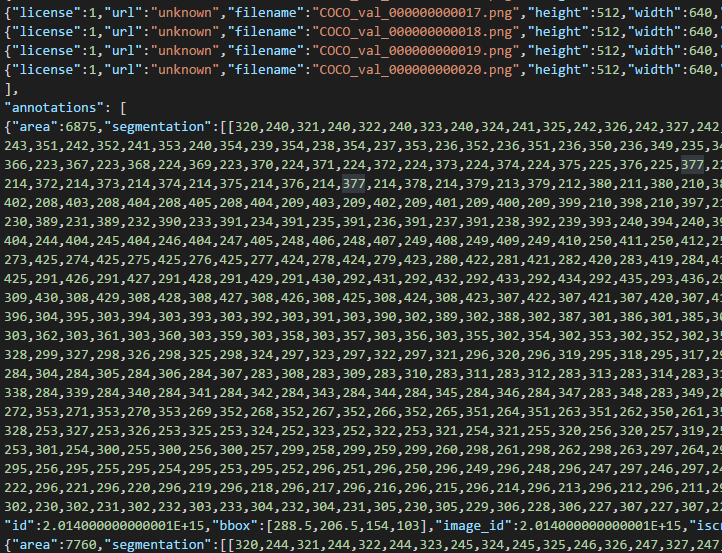 {"license":1,"url":"unknown","filename":"COCO_val_000000000017.png","height":512,"width":640,
{"license":1,"url":"unknown","filename":"COCO_val_000000000018.png","height":512,"width":640,
{"license":1,"url":"unknown","filename":"COCO_val_000000000019.png","height":512,"width":640,
{"license":1,"url":"unknown","filename":"COCO_val_000000000020.png","height":512,"width":640,
],
"annotations": [
{"area":6875,"segmentation":[[320,240,321,240,322,240,323,240,324,241,325,242,326,242,327,242
243,351,242,352,241,353,240,354,239,354,238,354,237,353,236,352,236,351,236,350,236,349,235,34
366,223,367,223,368,224,369,223,370,224,371,224,372,224,373,224,374,224,375,225,376,225,377,22
214,372,214,373,214,374,214,375,214,376,214,377,214,378,214,379,213,379,212,380,211,380,210,38
402,208,403,208,404,208,405,208,404,209,403,209,402,209,401,209,400,209,399,210,398,210,397,21
230,389,231,389,232,390,233,391,234,391,235,391,236,391,237,391,238,392,239,393,240,394,240,39
404,244,404,245,404,246,404,247,405,248,406,248,407,249,408,249,409,249,410,250,411,250,412,25
273,425,274,425,275,425,276,425,277,424,278,424,279,423,280,422,281,421,282,420,283,419,284,41
425,291,426,291,427,291,428,291,429,291,430,292,431,292,432,292,433,292,434,292,435,293,436,29
309,430,308,429,308,428,308,427,308,426,308,425,308,424,308,423,307,422,307,421,307,420,307,41
396,304,395,303,394,303,393,303,392,303,391,303,390,302,389,302,388,302,387,301,386,301,385,30
303,362,303,361,303,360,303,359,303,358,303,357,303,356,303,355,302,354,302,353,302,352,302,35
328,299,327,298,326,298,325,298,324,297,323,297,322,297,321,296,320,296,319,295,318,295,317,29
284,304,284,305,284,306,284,307,283,308,283,309,283,310,283,311,283,312,283,313,283,314,283,31
338,284,339,284,340,284,341,284,342,284,343,284,344,284,345,284,346,284,347,283,348,283,349,28
272,353,271,353,270,353,269,352,268,352,267,352,266,352,265,351,264,351,263,351,262,350,261,35
328,253,327,253,326,253,325,253,324,252,323,252,322,253,321,254,321,255,320,256,320,257,319,25
253,301,254,300,255,300,256,300,257,299,258,299,259,299,260,298,261,298,262,298,263,297,264,29
295,256,295,255,295,254,295,253,295,252,296,251,296,250,296,249,296,248,296,247,297,246,297,24
222,296,221,296,220,296,219,296,218,296,217,296,216,296,215,296,214,296,213,296,212,296,211,29
302,230,302,231,302,232,303,233,304,232,304,231,305,230,305,229,306,228,306,227,307,227,307,22
"id":2.014000000000001E+15,"bbox":[288.5,206.5,154,103],"image_id":2.014000000000001E+15,"iscr
{"area":7760,"segmentation":[[320,244,321,244,322,244,323,245,324,245,325,246,326,247,327,247